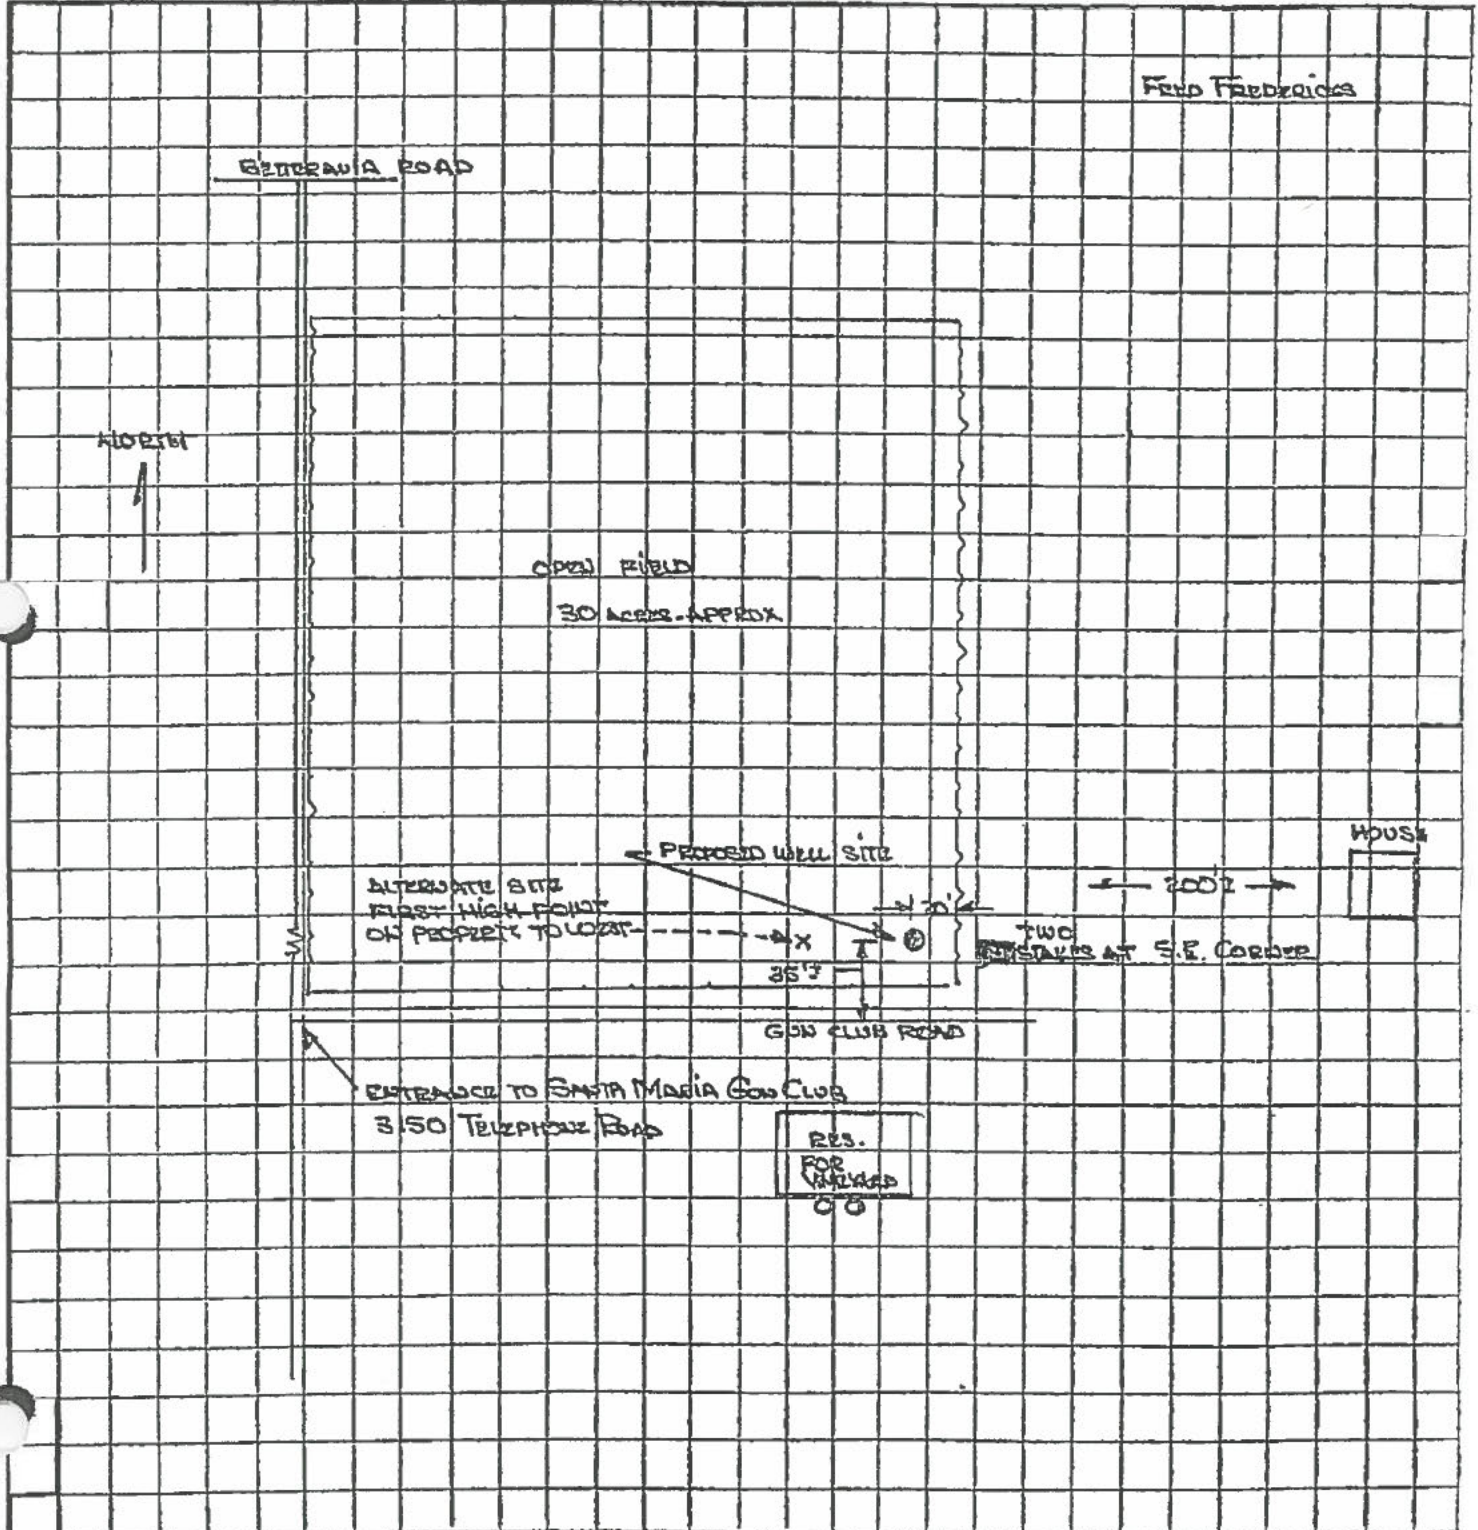 FRED FREDERICKS
BETTERAVIA ROAD
NORTH
OPEN FIELD
30 ACRES-APPROX
HOUSE
PROPOSED WELL SITE
200'±
ALTERNATE SITE
FIRST HIGH POINT
ON PROPERTY TO WEST
X
TWO
STAKES AT S.E. CORNER
35'±
GUN CLUB ROAD
ENTRANCE TO SANTA MARIA GUN CLUB
3150 TELEPHONE ROAD
RES.
FOR
VINEYARD